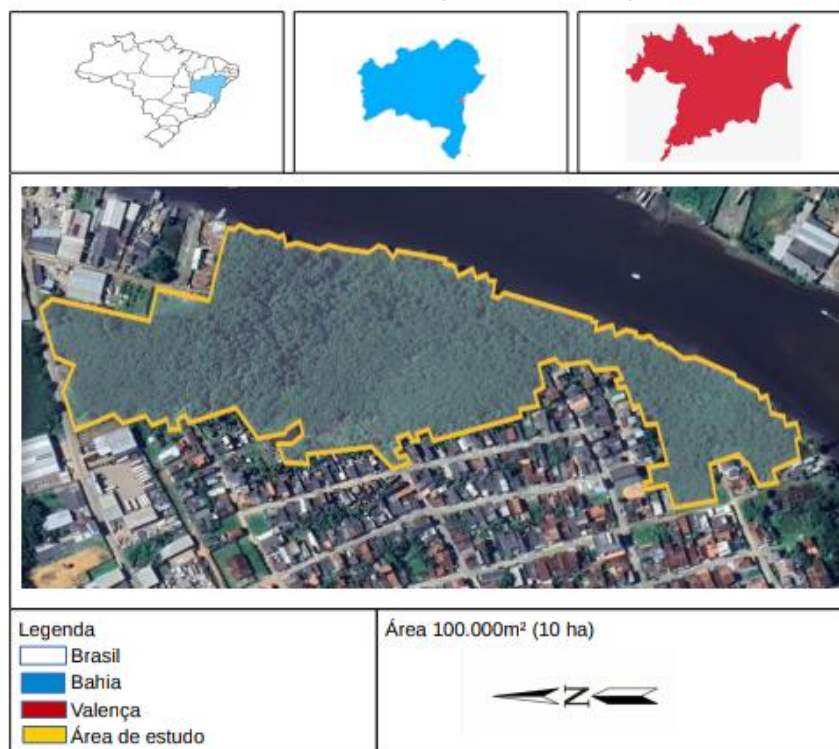 Legenda
Brasil
Bahia
Valença
Área de estudo
Área 100.000m² (10 ha)
N